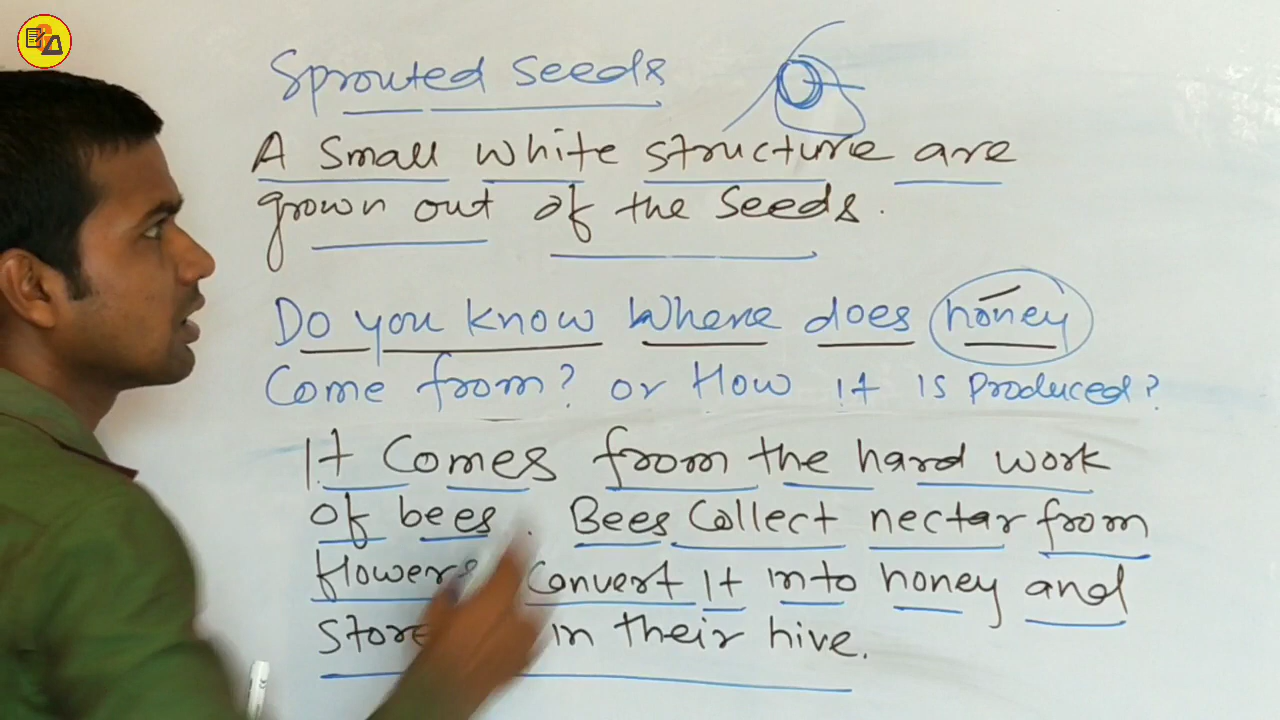 Sprouted seeds
A small white structure are
grown out of the seeds.
Do you know where does honey
Come from? or How it is produced?
It Comes from the hard work
of bees. Bees Collect nectar from
flowers Convert it into honey and
store in their hive.